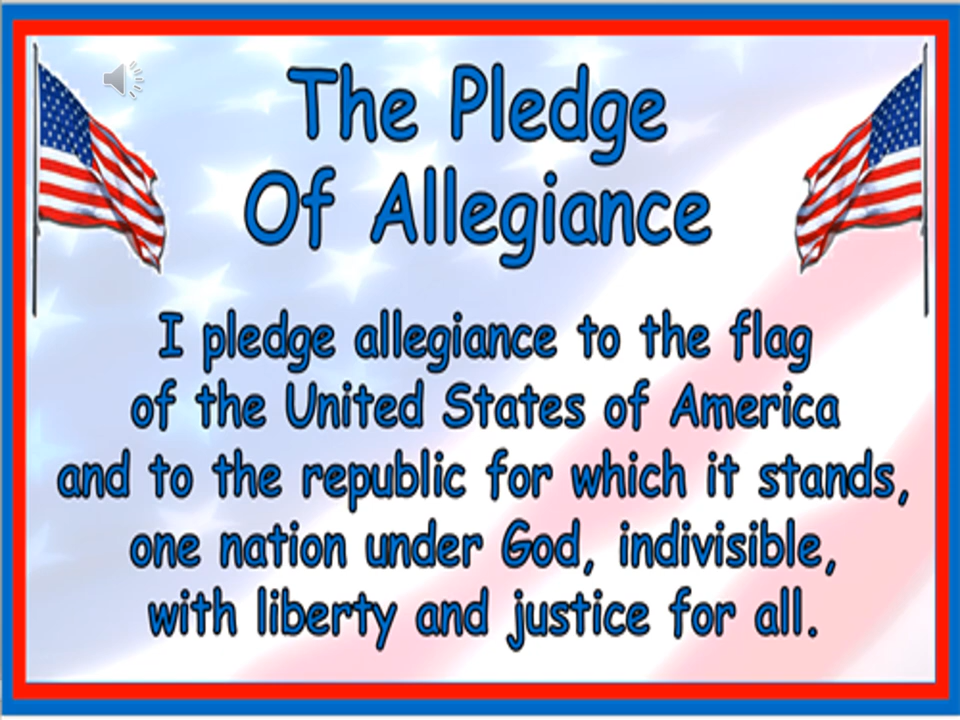 The Pledge
Of Allegiance
I pledge allegiance to the flag
of the United States of America
and to the republic for which it stands,
one nation under God, indivisible,
with liberty and justice for all.